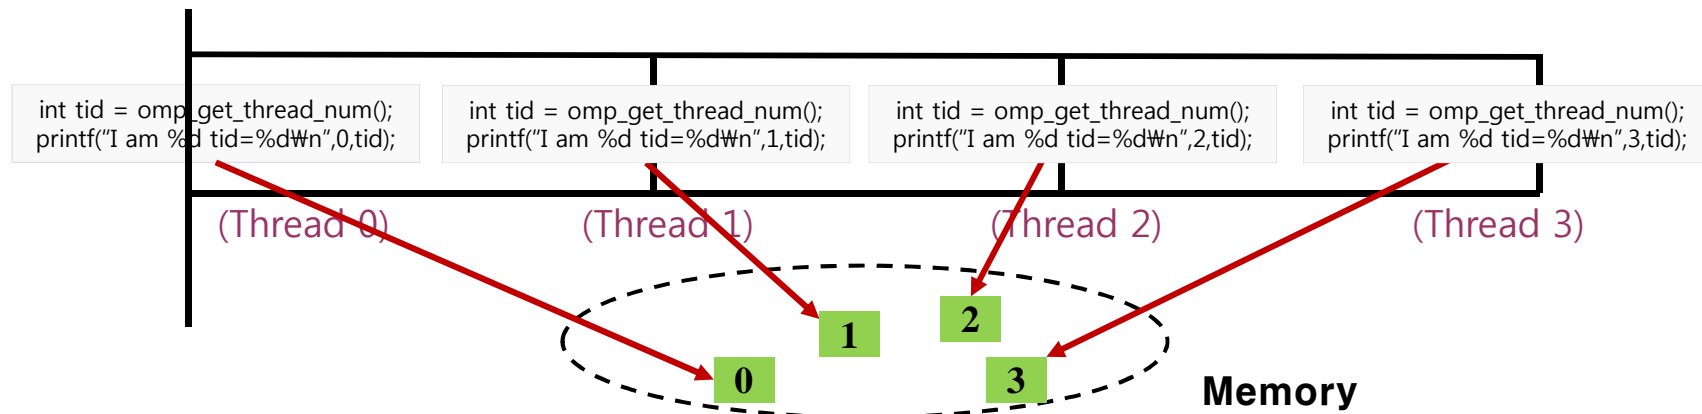 int tid = omp_get_thread_num();
printf("I am %d tid=%d₩n",0,tid);
int tid = omp_get_thread_num();
printf("I am %d tid=%d₩n",1,tid);
int tid = omp_get_thread_num();
printf("I am %d tid=%d₩n",2,tid);
int tid = omp_get_thread_num();
printf("I am %d tid=%d₩n",3,tid);
(Thread 0)
(Thread 1)
(Thread 2)
(Thread 3)
2
1
0
3
Memory